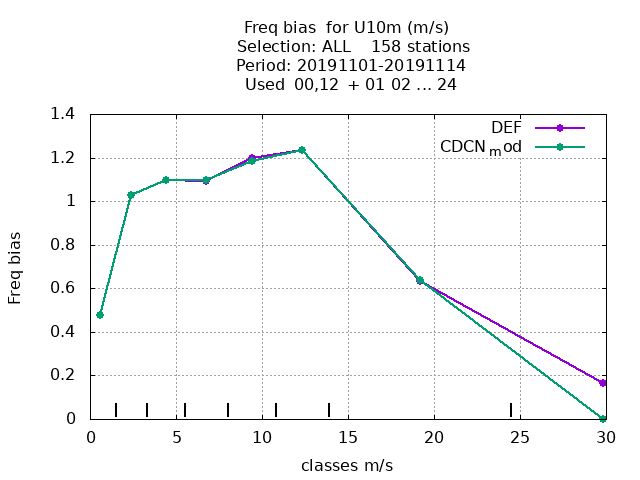 Freq bias  for U10m (m/s)
Selection: ALL    158 stations
Period: 20191101-20191114
Used  00,12  + 01 02 ... 24
1.4
DEF
CDCN_mod
1.2
1
0.8
Freq bias
0.6
0.4
0.2
0
0 5 10 15 20 25 30
classes m/s